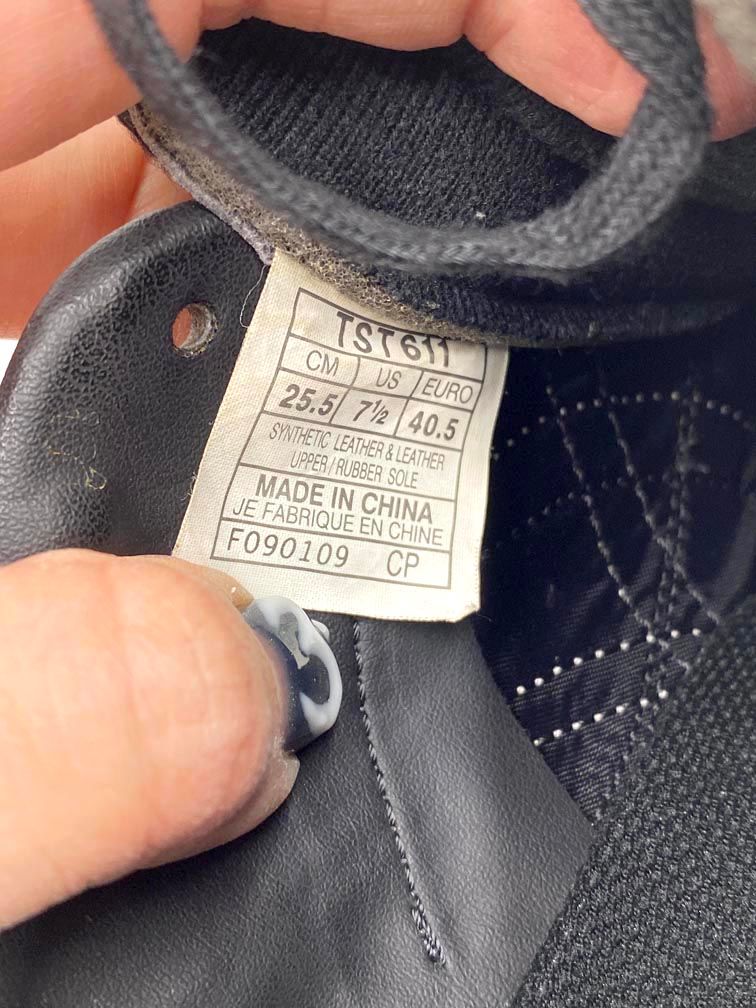 TST611
CM US EURO
25.5 7½ 40.5
SYNTHETIC LEATHER & LEATHER
UPPER / RUBBER SOLE
MADE IN CHINA
JE FABRIQUE EN CHINE
F090109 CP